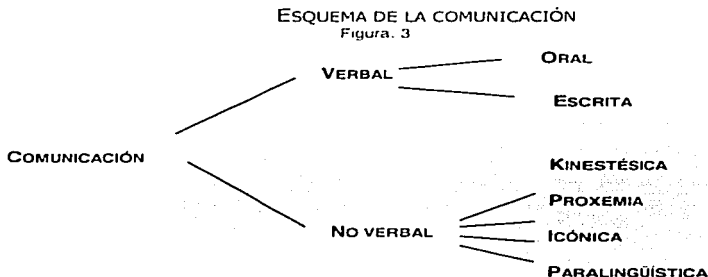 ESQUEMA DE LA COMUNICACIÓN
Figura. 3
VERBAL
ORAL
ESCRITA
COMUNICACIÓN
NO VERBAL
KINESTÉSICA
PROXEMIA
ICÓNICA
PARALINGÜÍSTICA